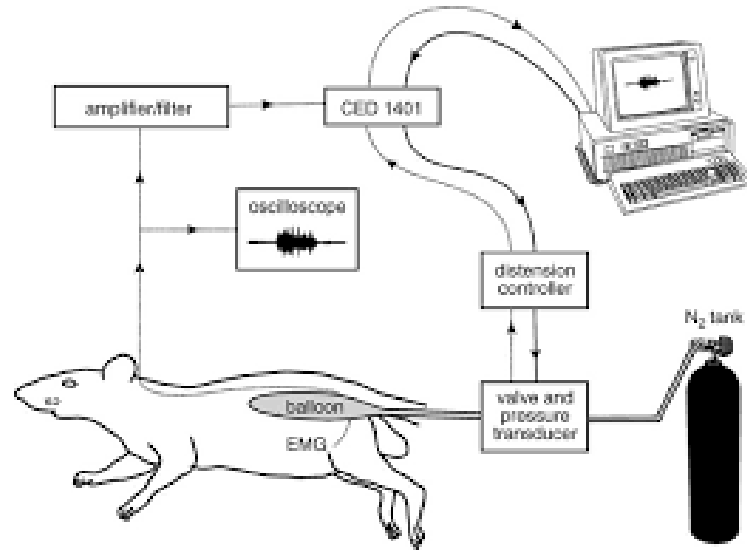 amplifier/filter
CED 1401
oscilloscope
distension
controller
N₂ tank
balloon
valve and
pressure
transducer
EMG